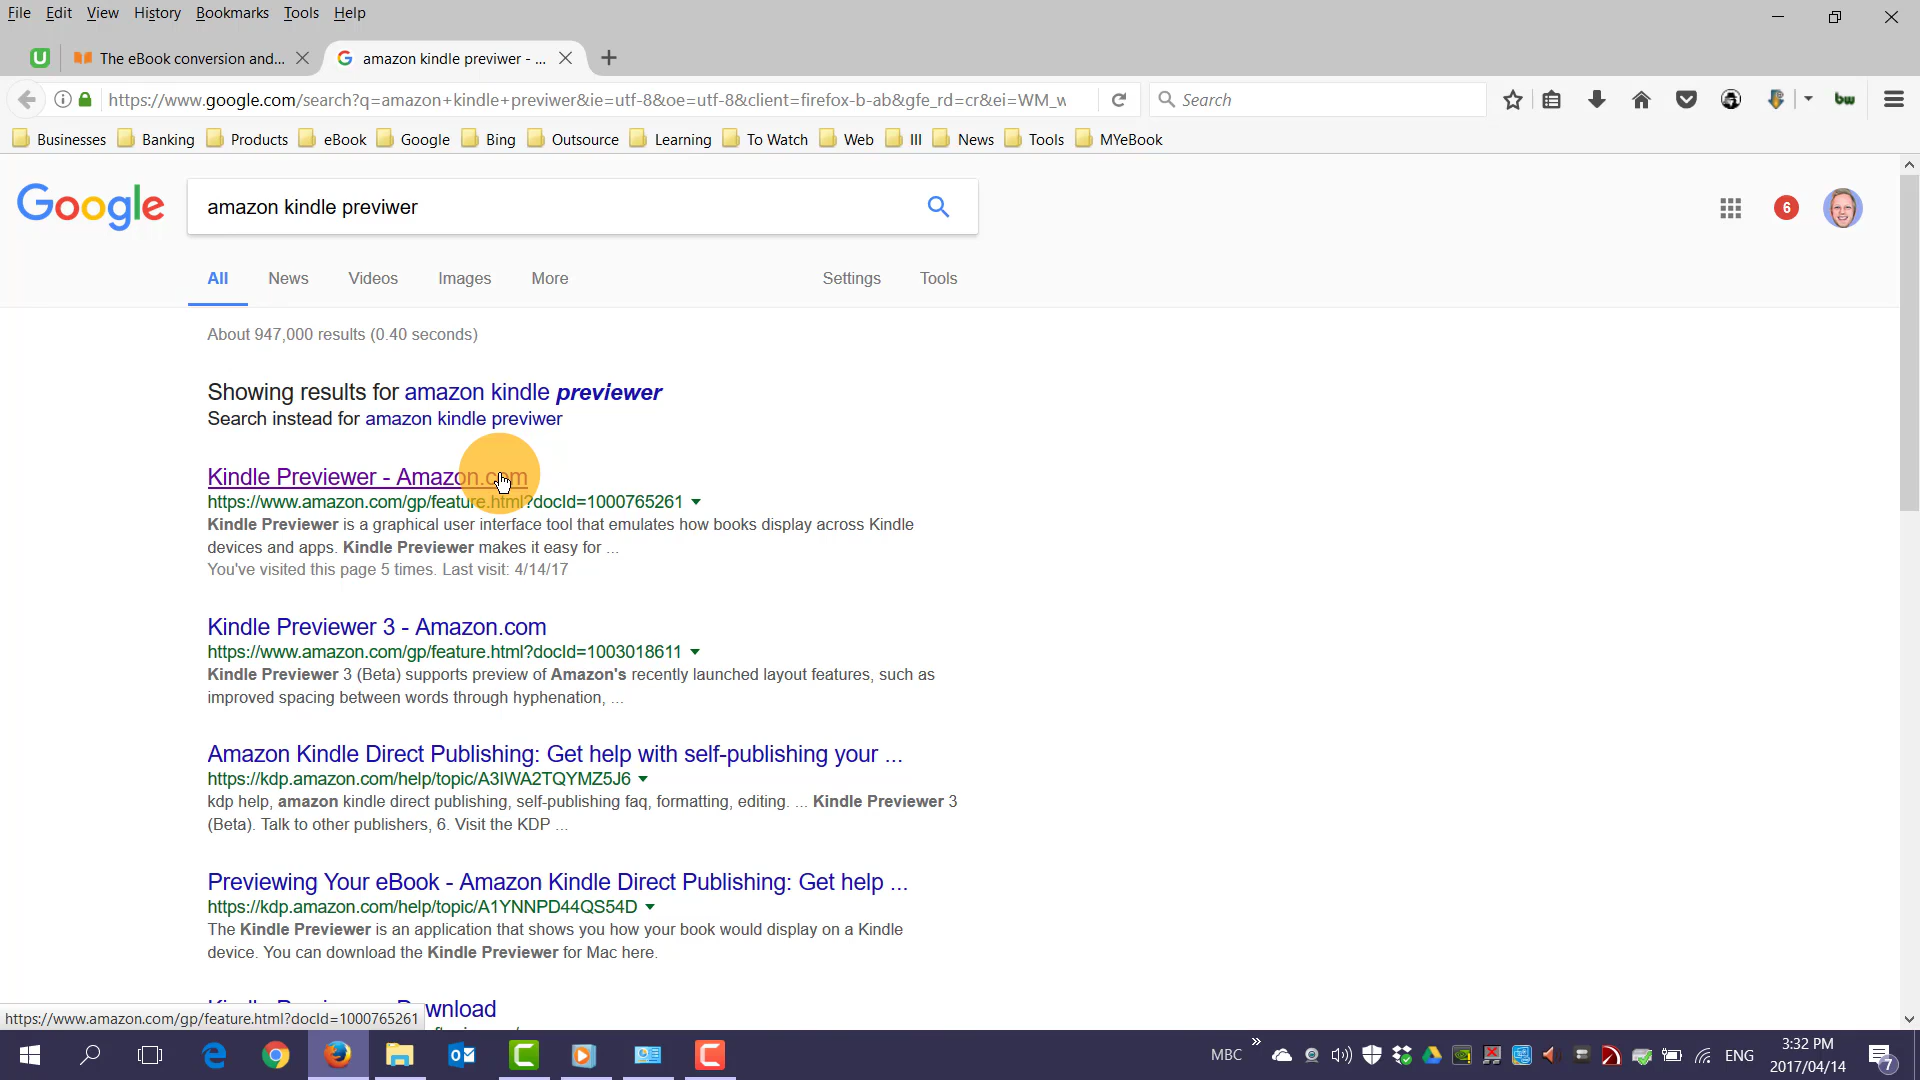 File Edit View History Bookmarks Tools Help
The eBook conversion and...
amazon kindle previwer - ...
https://www.google.com/search?q=amazon+kindle+previwer&ie=utf-8&oe=utf-8&client=firefox-b-ab&gfe_rd=cr&ei=WM_w
Search
bw
Businesses Banking Products eBook Google Bing Outsource Learning To Watch Web III News Tools MYeBook
Google
amazon kindle previwer
6
All News Videos Images More Settings Tools
About 947,000 results (0.40 seconds)
Showing results for amazon kindle previewer
Search instead for amazon kindle previwer
Kindle Previewer - Amazon.com
https://www.amazon.com/gp/feature.html?docId=1000765261
Kindle Previewer is a graphical user interface tool that emulates how books display across Kindle
devices and apps. Kindle Previewer makes it easy for ...
You've visited this page 5 times. Last visit: 4/14/17
Kindle Previewer 3 - Amazon.com
https://www.amazon.com/gp/feature.html?docId=1003018611
Kindle Previewer 3 (Beta) supports preview of Amazon's recently launched layout features, such as
improved spacing between words through hyphenation, ...
Amazon Kindle Direct Publishing: Get help with self-publishing your ...
https://kdp.amazon.com/help/topic/A3IWA2TQYMZ5J6
kdp help, amazon kindle direct publishing, self-publishing faq, formatting, editing. ... Kindle Previewer 3
(Beta). Talk to other publishers, 6. Visit the KDP ...
Previewing Your eBook - Amazon Kindle Direct Publishing: Get help ...
https://kdp.amazon.com/help/topic/A1YNNPD44QS54D
The Kindle Previewer is an application that shows you how your book would display on a Kindle
device. You can download the Kindle Previewer for Mac here.
https://www.amazon.com/gp/feature.html?docId=1000765261
MBC
ENG
3:32 PM
2017/04/14
7